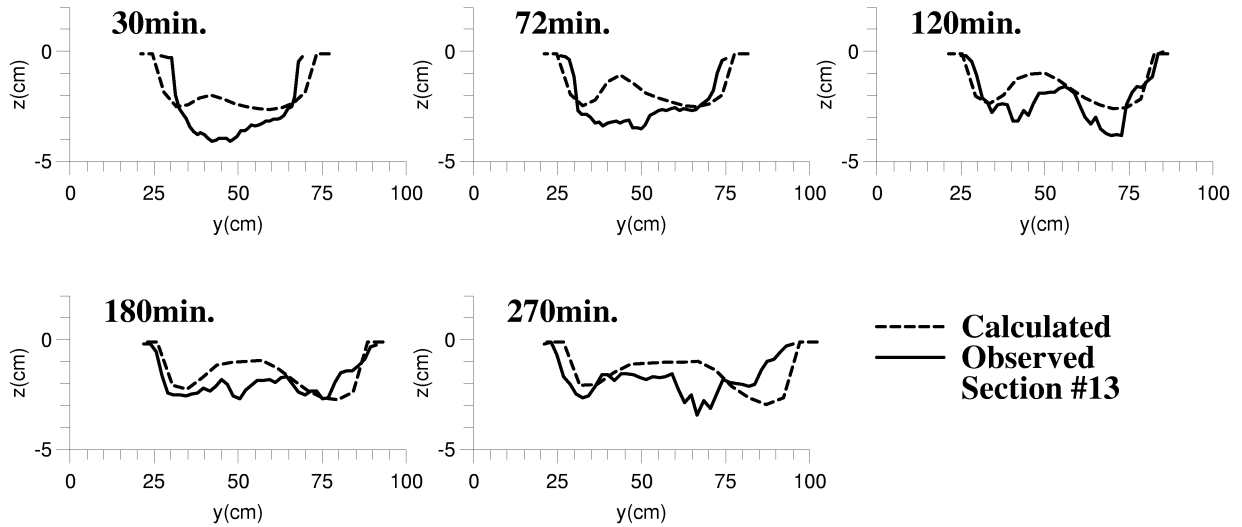 30min.
0
-5
z(cm)
0 25 50 75 100
y(cm)
72min.
0
-5
z(cm)
0 25 50 75 100
y(cm)
120min.
0
-5
z(cm)
0 25 50 75 100
y(cm)
180min.
0
-5
z(cm)
0 25 50 75 100
y(cm)
270min.
0
-5
z(cm)
0 25 50 75 100
y(cm)
Calculated
Observed
Section #13